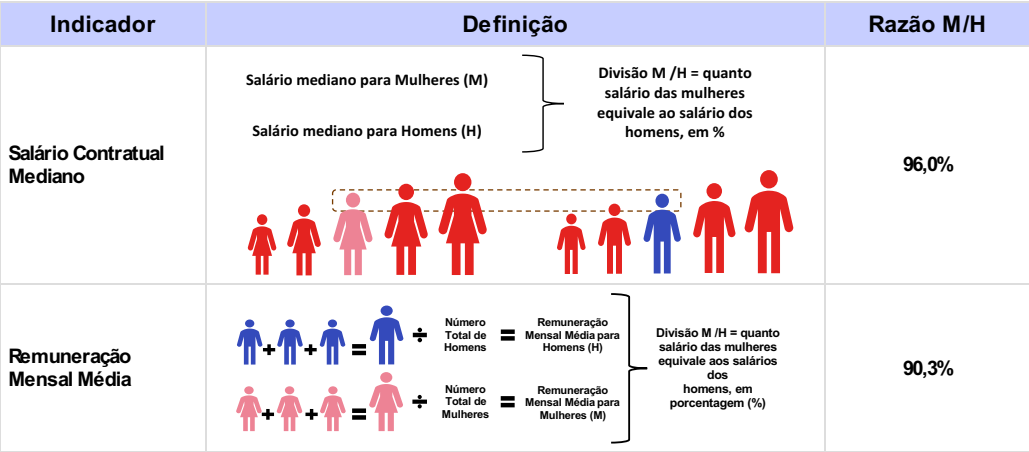 Indicador
Definição
Razão M/H
Salário Contratual
Mediano
Salário mediano para Mulheres (M)
Salário mediano para Homens (H)
Divisão M /H = quanto
salário das mulheres
equivale ao salário dos
homens, em %
96,0%
Remuneração
Mensal Média
+ + = ÷
Número
Total de
Homens
=
Remuneração
Mensal Média para
Homens (H)
+ + = ÷
Número
Total de
Mulheres
=
Remuneração
Mensal Média para
Mulheres (M)
Divisão M /H = quanto
salário das mulheres
equivale aos salários
dos
homens, em
porcentagem (%)
90,3%